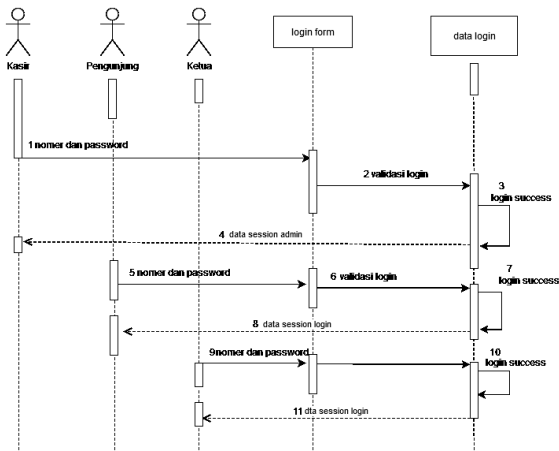 login form
data login
Kasir
Pengunjung
Ketua
1 nomer dan password
2 validasi login
3
login success
4 data session admin
5 nomer dan password
6 validasi login
7
login success
8 data session login
9nomer dan password
10
login success
11 dta session login